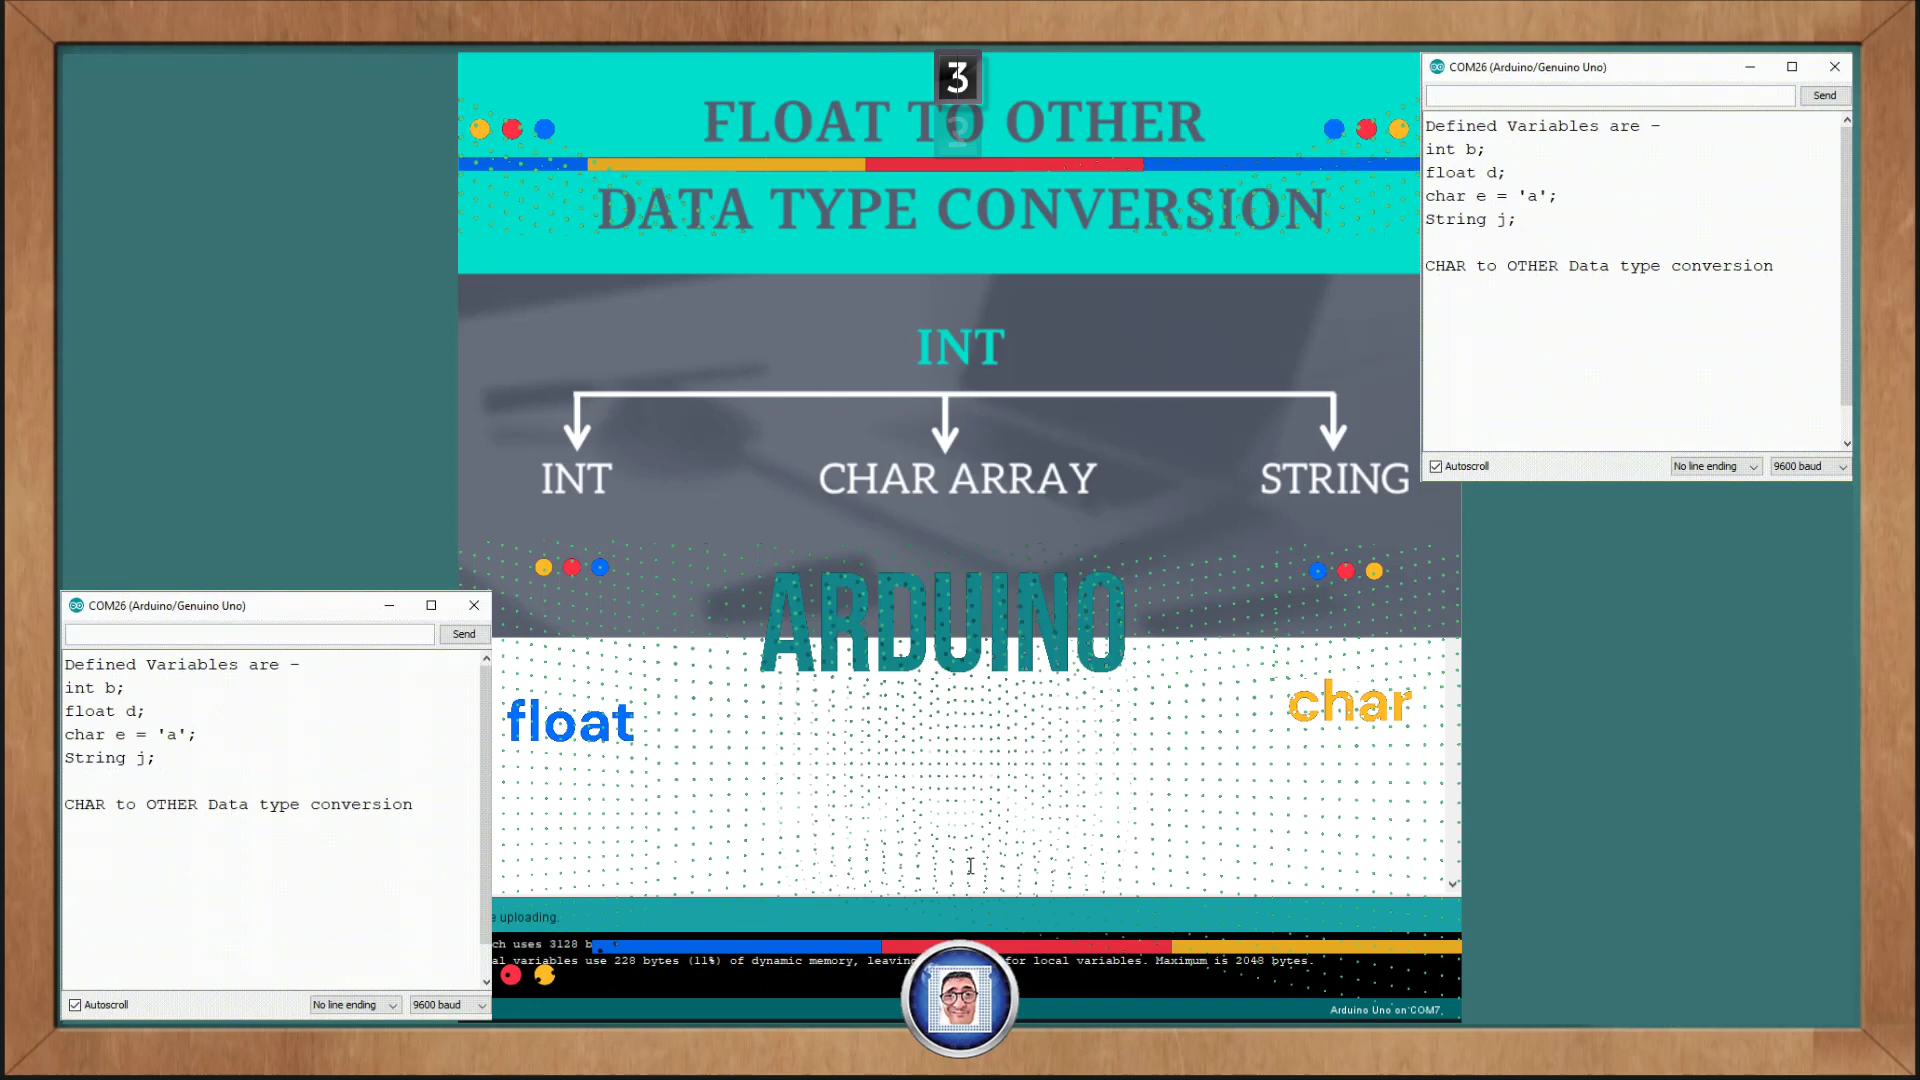 3
2
FLOAT TO OTHER
DATA TYPE CONVERSION
INT
INT
CHAR ARRAY
STRING
ARDUINO
float
char
COM26 (Arduino/Genuino Uno)
Send
Defined Variables are -
int b;
float d;
char e = 'a';
String j;
CHAR to OTHER Data type conversion
Autoscroll
No line ending
9600 baud
COM26 (Arduino/Genuino Uno)
Send
Defined Variables are -
int b;
float d;
char e = 'a';
String j;
CHAR to OTHER Data type conversion
Autoscroll
No line ending
9600 baud
uploading.
uses 3128
variables use 228 bytes (11%) of dynamic memory, for local variables. Maximum is 2048 bytes.
Arduino Uno on COM7